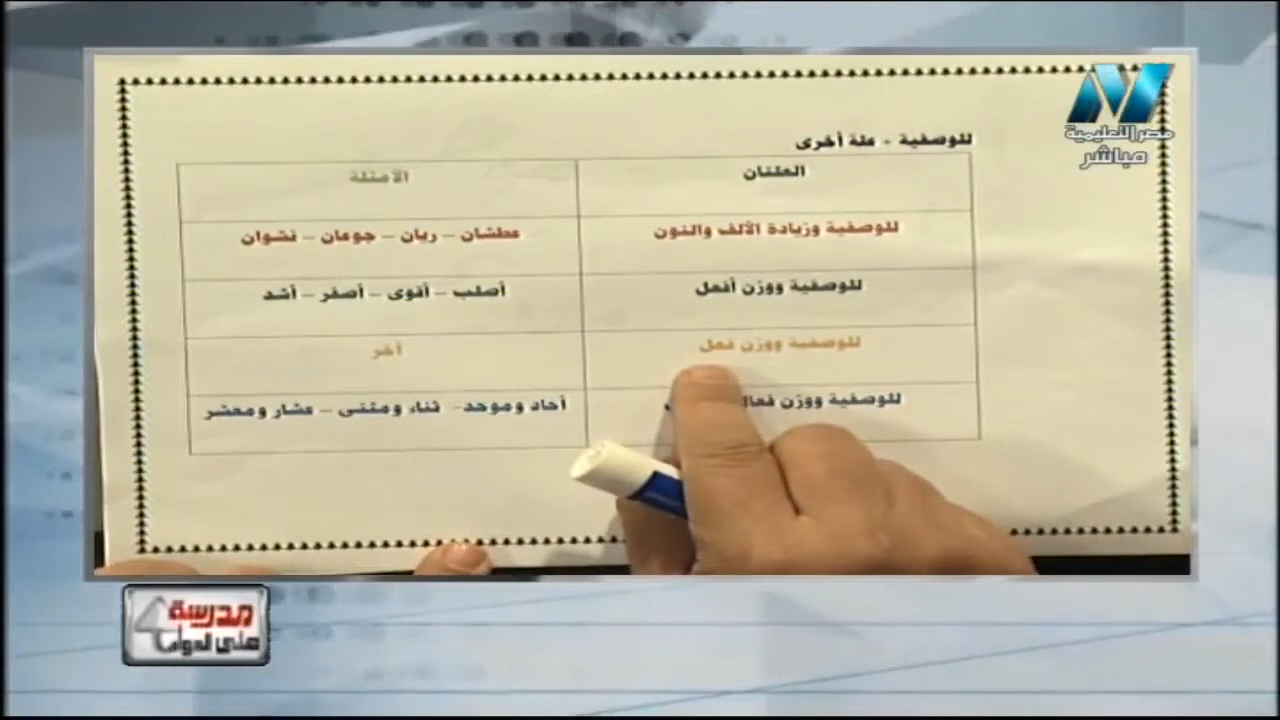 مصر التعليمية
مباشر
للوصفية + علة أخرى
العلتان
الأمثلة
للوصفية وزيادة الألف والنون
عطشان – ريان – جوعان – نشوان
للوصفية ووزن أفعل
أصلب – أقوى – أصفر – أشد
للوصفية ووزن فعل
أخر
للوصفية ووزن فعال
أحاد وموحد- ثناء ومثنى – عشار ومعشر
مدرسة
على الهواء